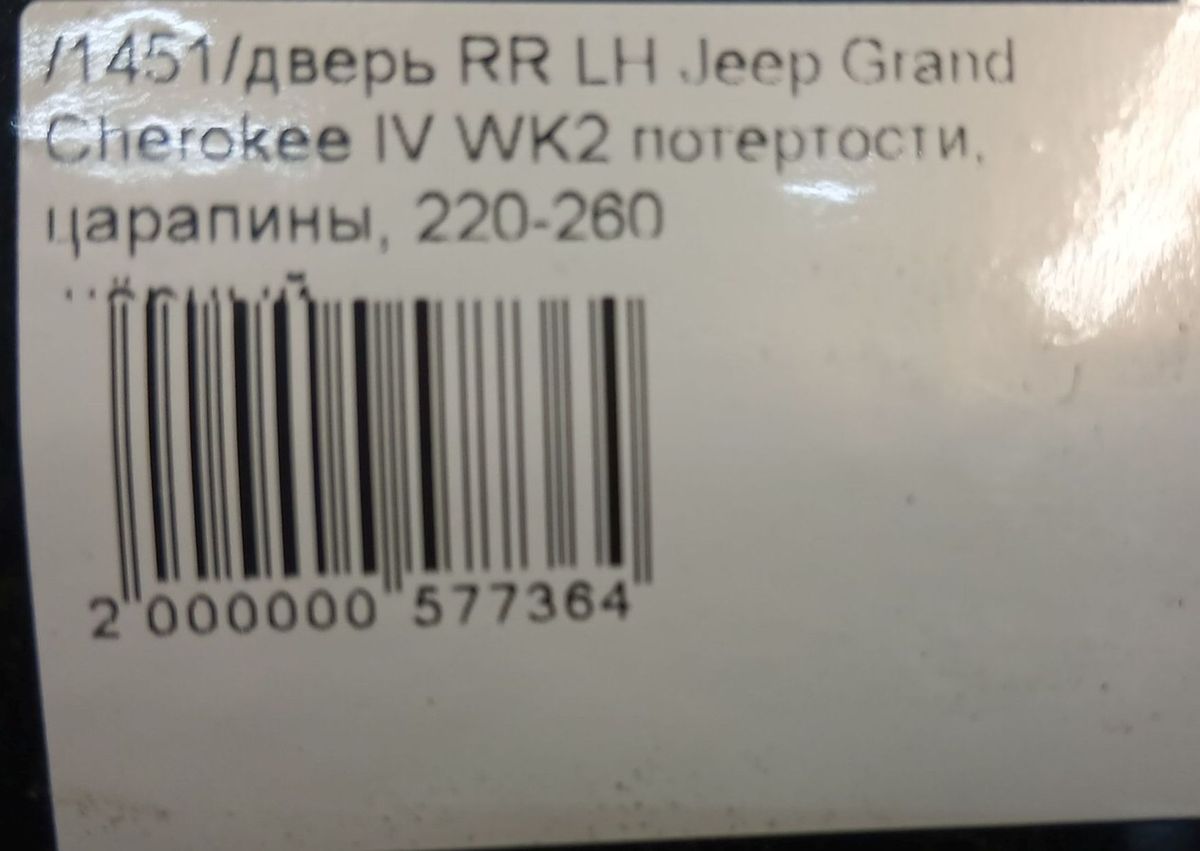 /1451/дверь RR LH Jeep Grand
Cherokee IV WK2 потертости,
царапины, 220-260
2 000000 577364